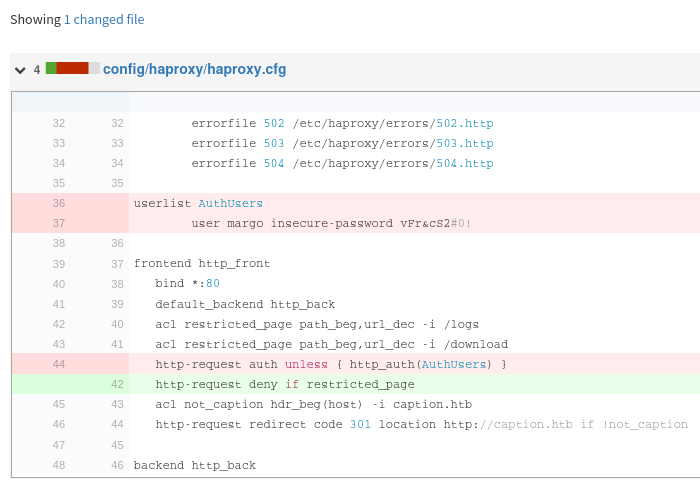 Showing 1 changed file
4 config/haproxy/haproxy.cfg
32 32 errorfile 502 /etc/haproxy/errors/502.http
33 33 errorfile 503 /etc/haproxy/errors/503.http
34 34 errorfile 504 /etc/haproxy/errors/504.http
35 35
36 userlist AuthUsers
37 user margo insecure-password vFr&cS2#0!
38 36
39 37 frontend http_front
40 38 bind *:80
41 39 default_backend http_back
42 40 acl restricted_page path_beg,url_dec -i /logs
43 41 acl restricted_page path_beg,url_dec -i /download
44 http-request auth unless { http_auth(AuthUsers) }
42 http-request deny if restricted_page
45 43 acl not_caption hdr_beg(host) -i caption.htb
46 44 http-request redirect code 301 location http://caption.htb if !not_caption
47 45
48 46 backend http_back